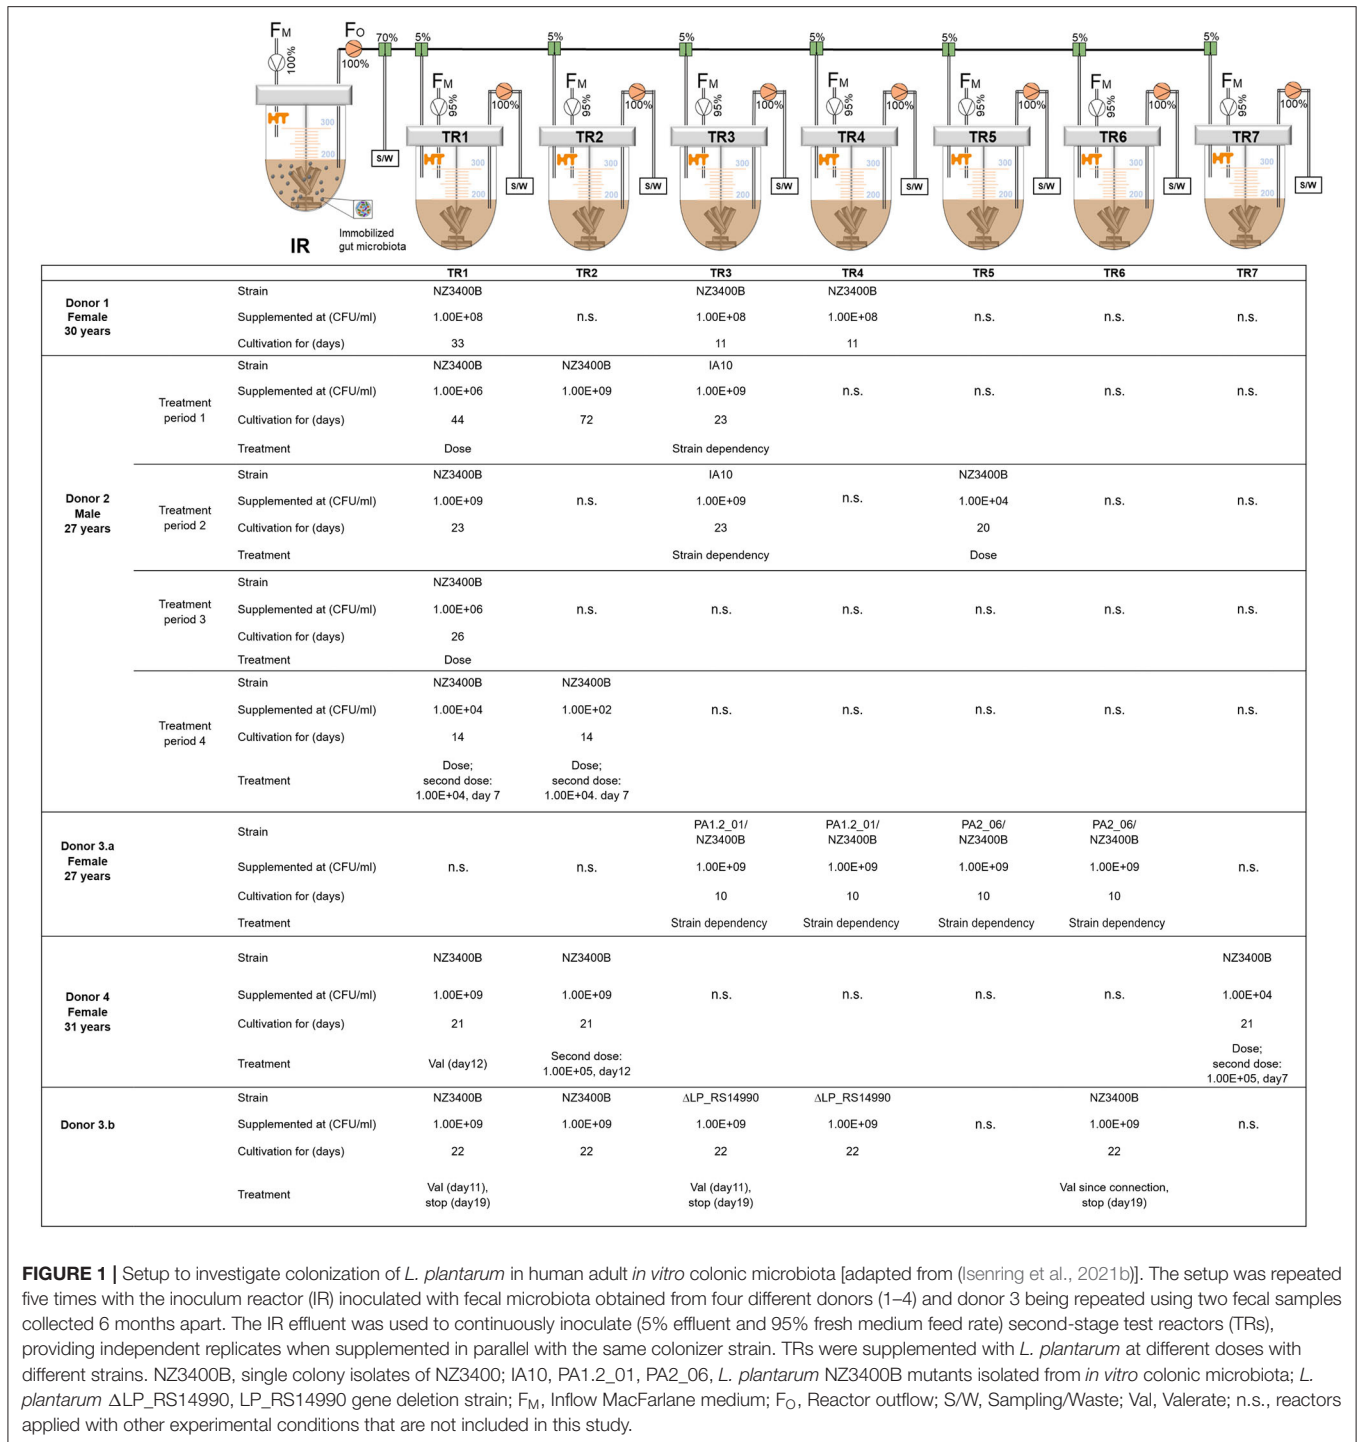 FM FO
100% 100% 70% 5% 5% 5% 5% 5% 5% 5%
FM FM FM FM FM FM FM
95% 95% 95% 95% 95% 95% 95%
100% 100% 100% 100% 100% 100% 100%
TR1 TR2 TR3 TR4 TR5 TR6 TR7
HT HT HT HT HT HT HT HT
300 300 300 300 300 300 300 300
200 200 200 200 200 200 200 200
S/W S/W S/W S/W S/W S/W S/W S/W
IR
Immobilized
gut microbiota
TR1 TR2 TR3 TR4 TR5 TR6 TR7
Donor 1
Female
30 years
Strain NZ3400B NZ3400B NZ3400B
Supplemented at (CFU/ml) 1.00E+08 n.s. 1.00E+08 1.00E+08 n.s. n.s. n.s.
Cultivation for (days) 33 11 11
Donor 2
Male
27 years
Treatment
period 1
Strain NZ3400B NZ3400B IA10
Supplemented at (CFU/ml) 1.00E+06 1.00E+09 1.00E+09 n.s. n.s. n.s. n.s.
Cultivation for (days) 44 72 23
Treatment Dose Strain dependency
Treatment
period 2
Strain NZ3400B IA10 NZ3400B
Supplemented at (CFU/ml) 1.00E+09 n.s. 1.00E+09 n.s. 1.00E+04 n.s. n.s.
Cultivation for (days) 23 23 20
Treatment Strain dependency Dose
Treatment
period 3
Strain NZ3400B
Supplemented at (CFU/ml) 1.00E+06 n.s. n.s. n.s. n.s. n.s. n.s.
Cultivation for (days) 26
Treatment Dose
Treatment
period 4
Strain NZ3400B NZ3400B
Supplemented at (CFU/ml) 1.00E+04 1.00E+02 n.s. n.s. n.s. n.s. n.s.
Cultivation for (days) 14 14
Treatment
Dose; Dose;
second dose: second dose:
1.00E+04, day 7 1.00E+04. day 7
Donor 3.a
Female
27 years
Strain
PA1.2_01/ PA1.2_01/ PA2_06/ PA2_06/
NZ3400B NZ3400B NZ3400B NZ3400B
Supplemented at (CFU/ml) n.s. n.s. 1.00E+09 1.00E+09 1.00E+09 1.00E+09 n.s.
Cultivation for (days) 10 10 10 10
Treatment Strain dependency Strain dependency Strain dependency Strain dependency
Donor 4
Female
31 years
Strain NZ3400B NZ3400B NZ3400B
Supplemented at (CFU/ml) 1.00E+09 1.00E+09 n.s. n.s. n.s. n.s. 1.00E+04
Cultivation for (days) 21 21 21
Treatment Val (day12)
Second dose:
1.00E+05, day12
Dose;
second dose:
1.00E+05, day7
Donor 3.b
Strain NZ3400B NZ3400B ΔLP_RS14990 ΔLP_RS14990 NZ3400B
Supplemented at (CFU/ml) 1.00E+09 1.00E+09 1.00E+09 1.00E+09 n.s. 1.00E+09 n.s.
Cultivation for (days) 22 22 22 22 22
Treatment
Val (day11), Val (day11), Val since connection,
stop (day19) stop (day19) stop (day19)
FIGURE 1 | Setup to investigate colonization of L. plantarum in human adult in vitro colonic microbiota [adapted from (Isenring et al., 2021b)]. The setup was repeated
five times with the inoculum reactor (IR) inoculated with fecal microbiota obtained from four different donors (1–4) and donor 3 being repeated using two fecal samples
collected 6 months apart. The IR effluent was used to continuously inoculate (5% effluent and 95% fresh medium feed rate) second-stage test reactors (TRs),
providing independent replicates when supplemented in parallel with the same colonizer strain. TRs were supplemented with L. plantarum at different doses with
different strains. NZ3400B, single colony isolates of NZ3400; IA10, PA1.2_01, PA2_06, L. plantarum NZ3400B mutants isolated from in vitro colonic microbiota; L.
plantarum ΔLP_RS14990, LP_RS14990 gene deletion strain; FM, Inflow MacFarlane medium; FO, Reactor outflow; S/W, Sampling/Waste; Val, Valerate; n.s., reactors
applied with other experimental conditions that are not included in this study.